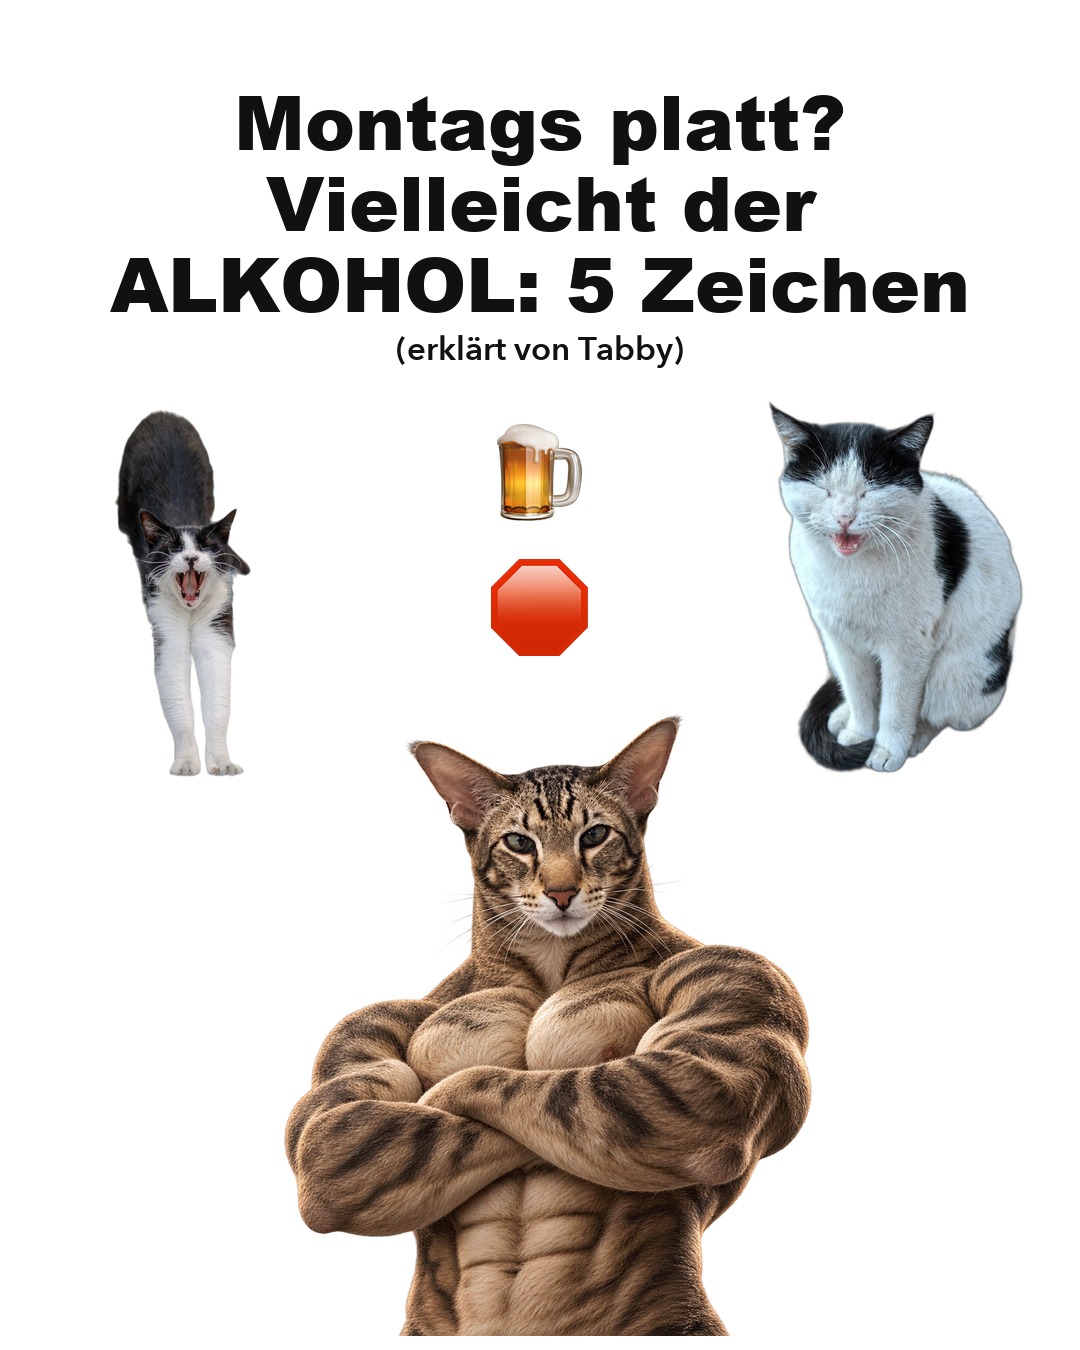 Montags platt?
Vielleicht der
ALKOHOL: 5 Zeichen
(erklärt von Tabby)